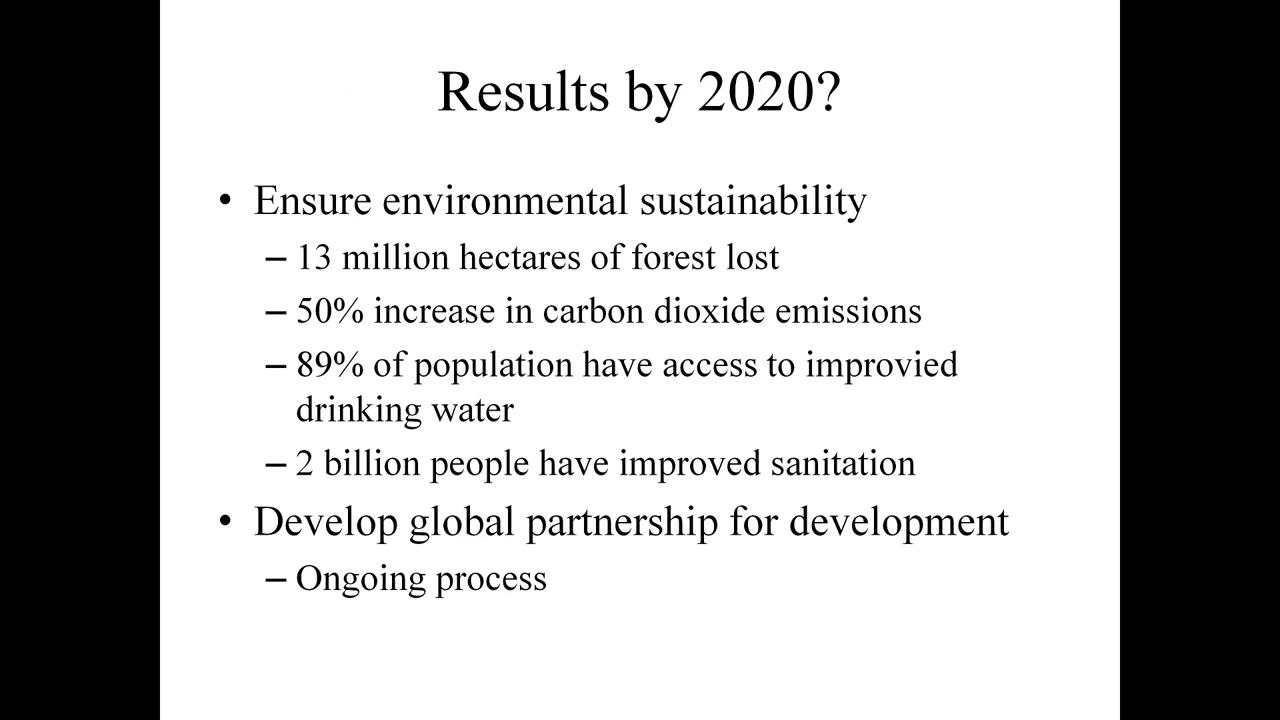 Results by 2020?
• Ensure environmental sustainability
– 13 million hectares of forest lost
– 50% increase in carbon dioxide emissions
– 89% of population have access to improvied
drinking water
– 2 billion people have improved sanitation
• Develop global partnership for development
– Ongoing process